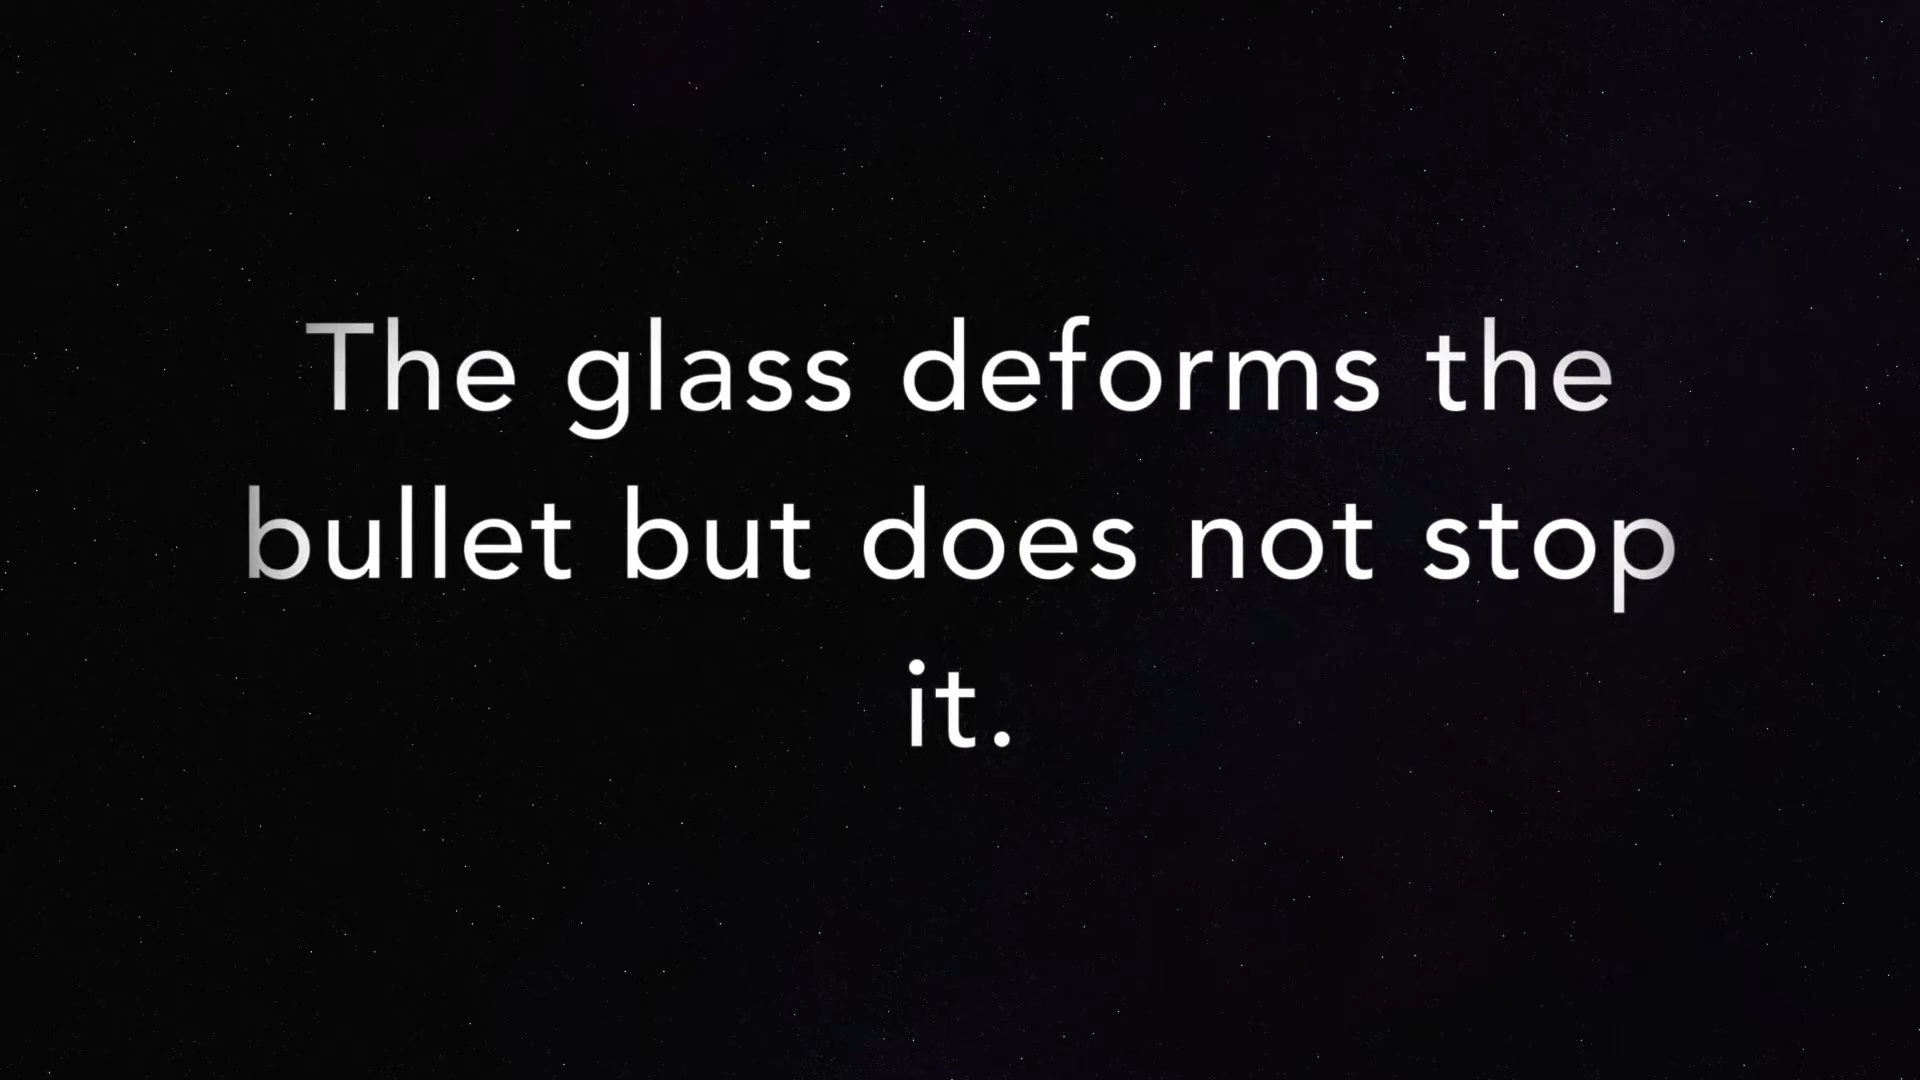 The glass deforms the
bullet but does not stop
it.